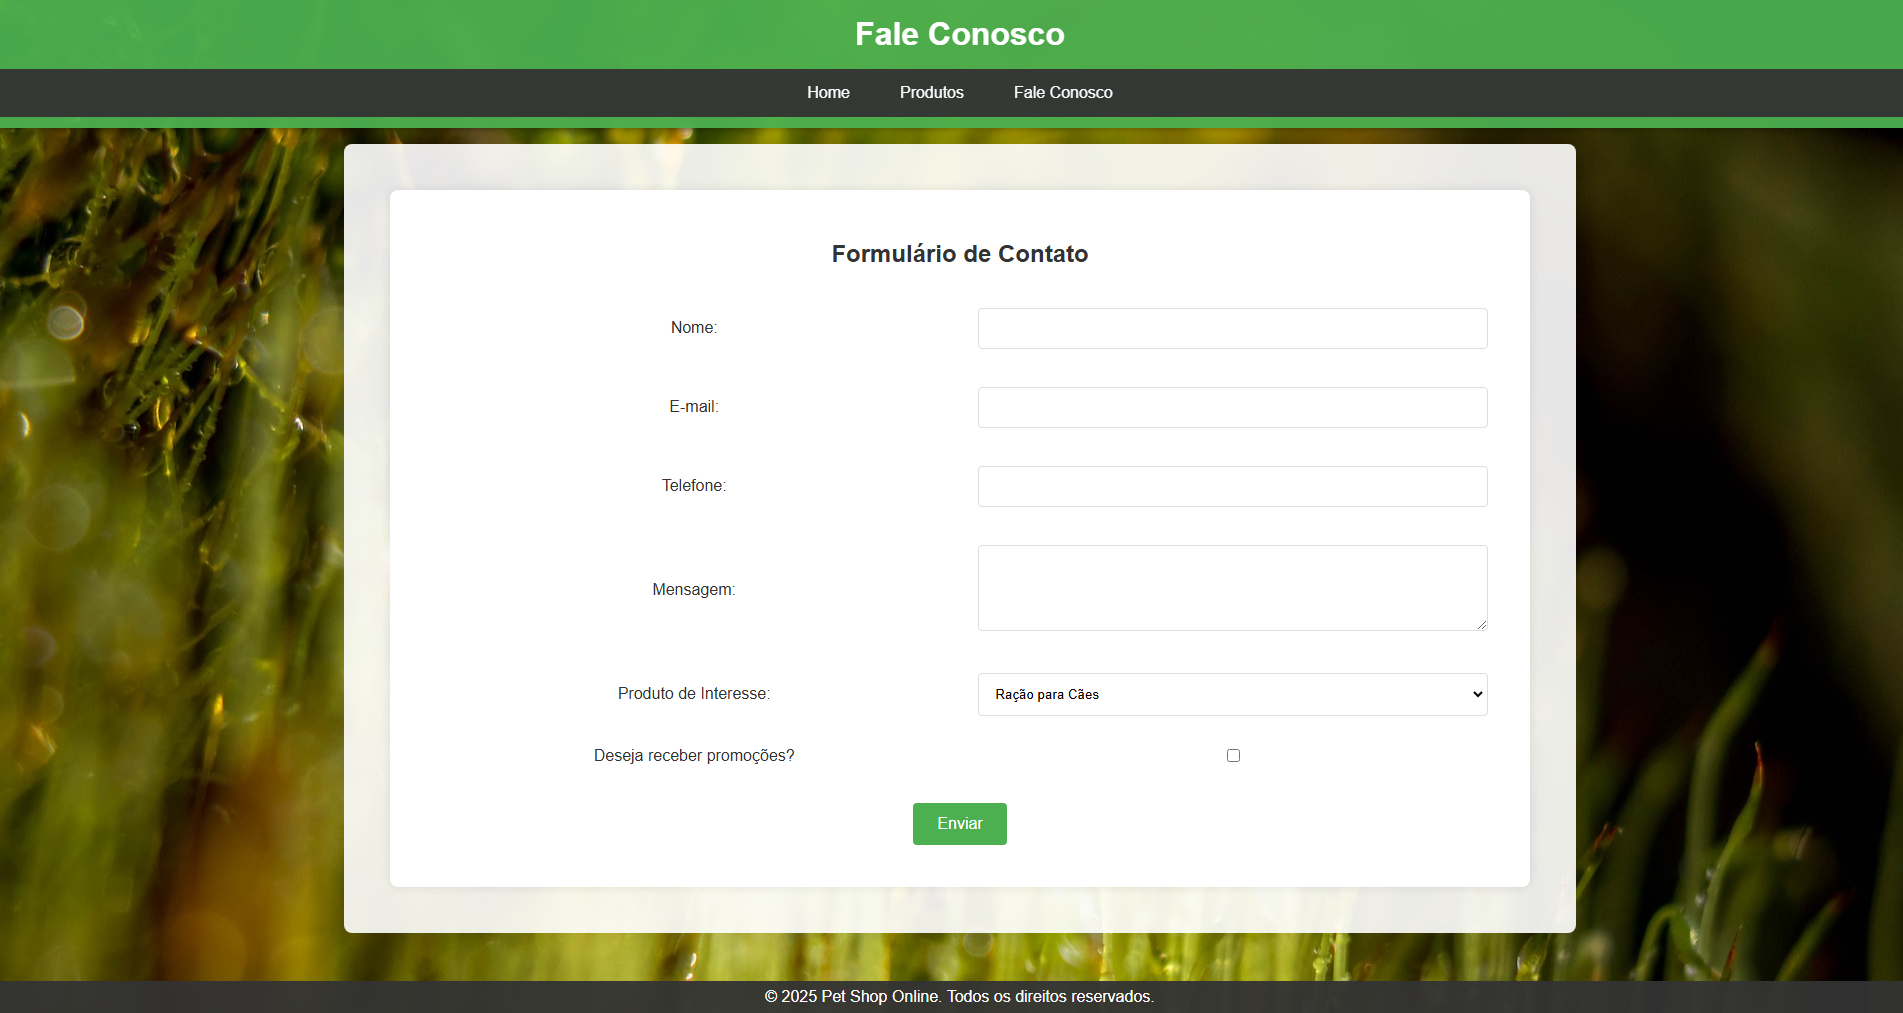 Fale Conosco
Home Produtos Fale Conosco
Formulário de Contato
Nome:
E-mail:
Telefone:
Mensagem:
Produto de Interesse: Ração para Cães
Deseja receber promoções?
Enviar
© 2025 Pet Shop Online. Todos os direitos reservados.